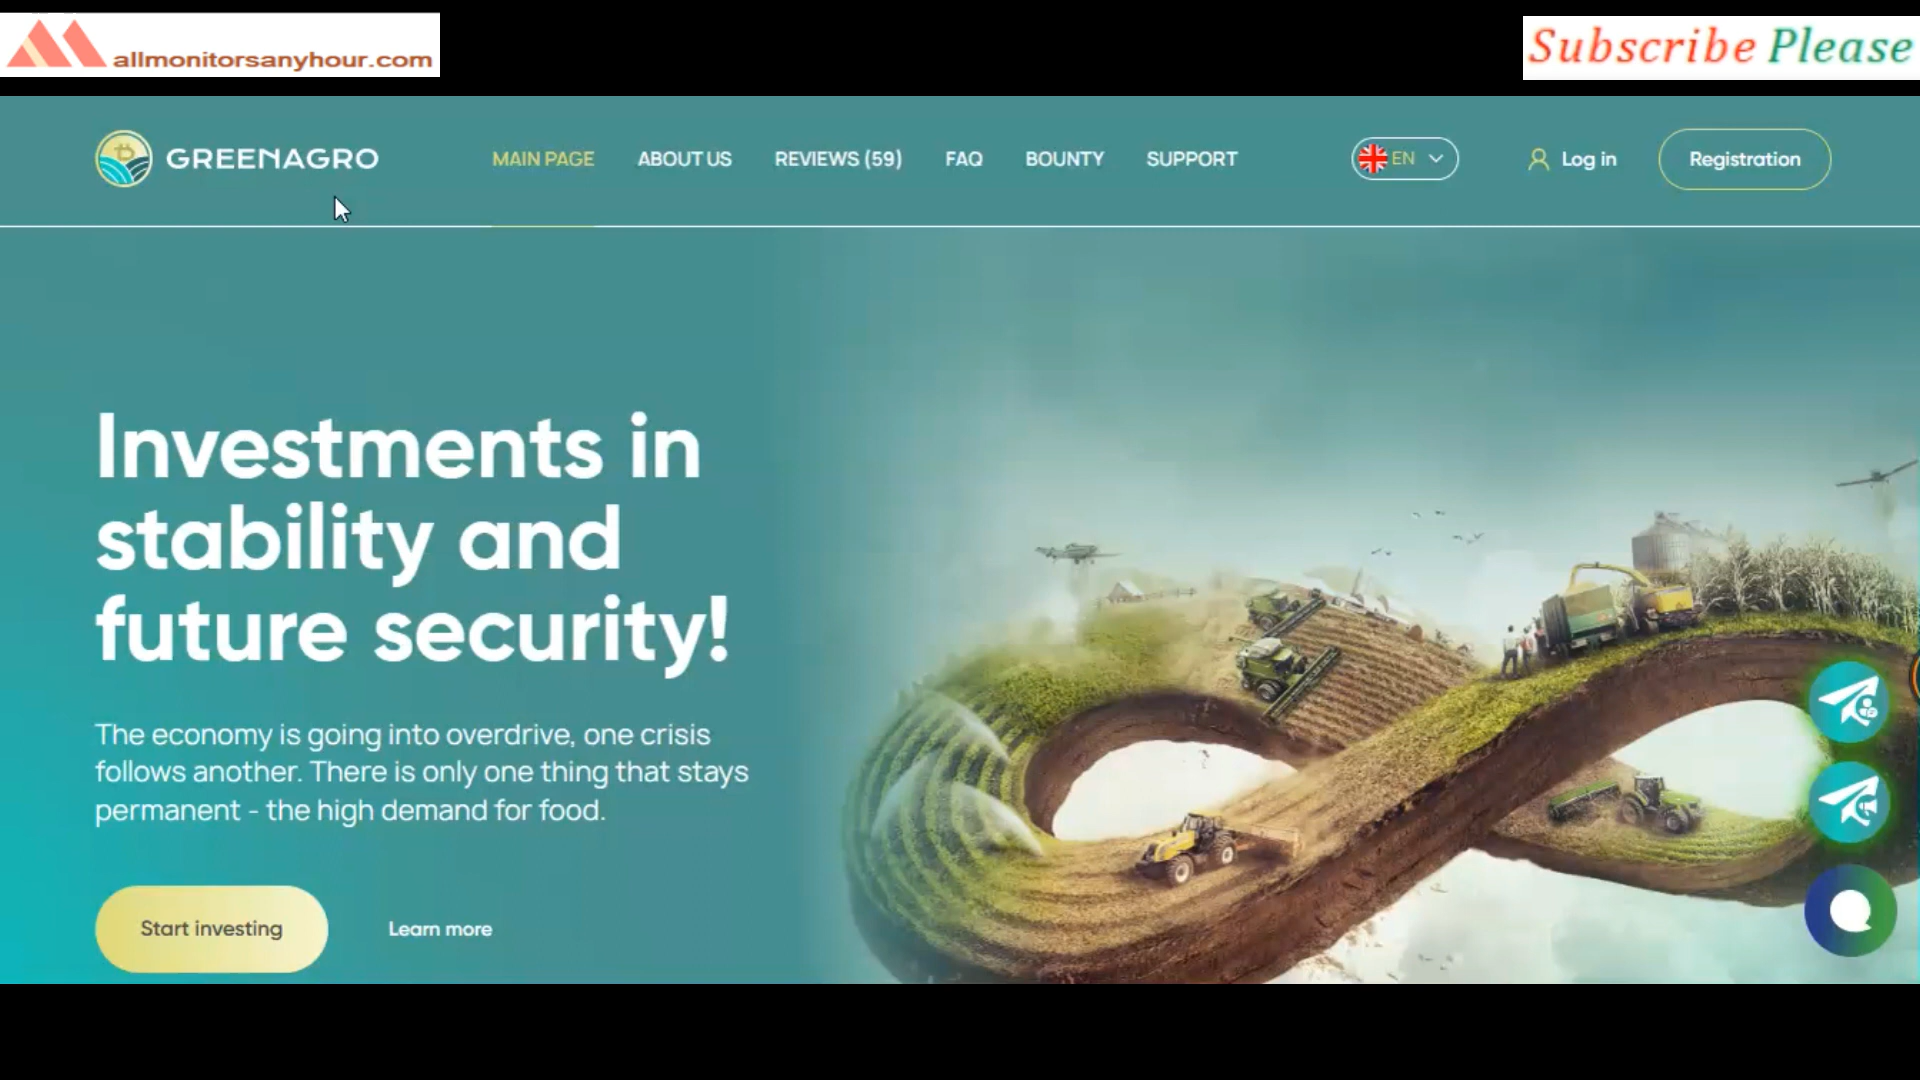 allmonitorsanyhour.com
Subscribe Please
GREENAGRO
MAIN PAGE
ABOUT US
REVIEWS (59)
FAQ
BOUNTY
SUPPORT
EN
Log in
Registration
Investments in
stability and
future security!
The economy is going into overdrive, one crisis
follows another. There is only one thing that stays
permanent - the high demand for food.
Start investing
Learn more